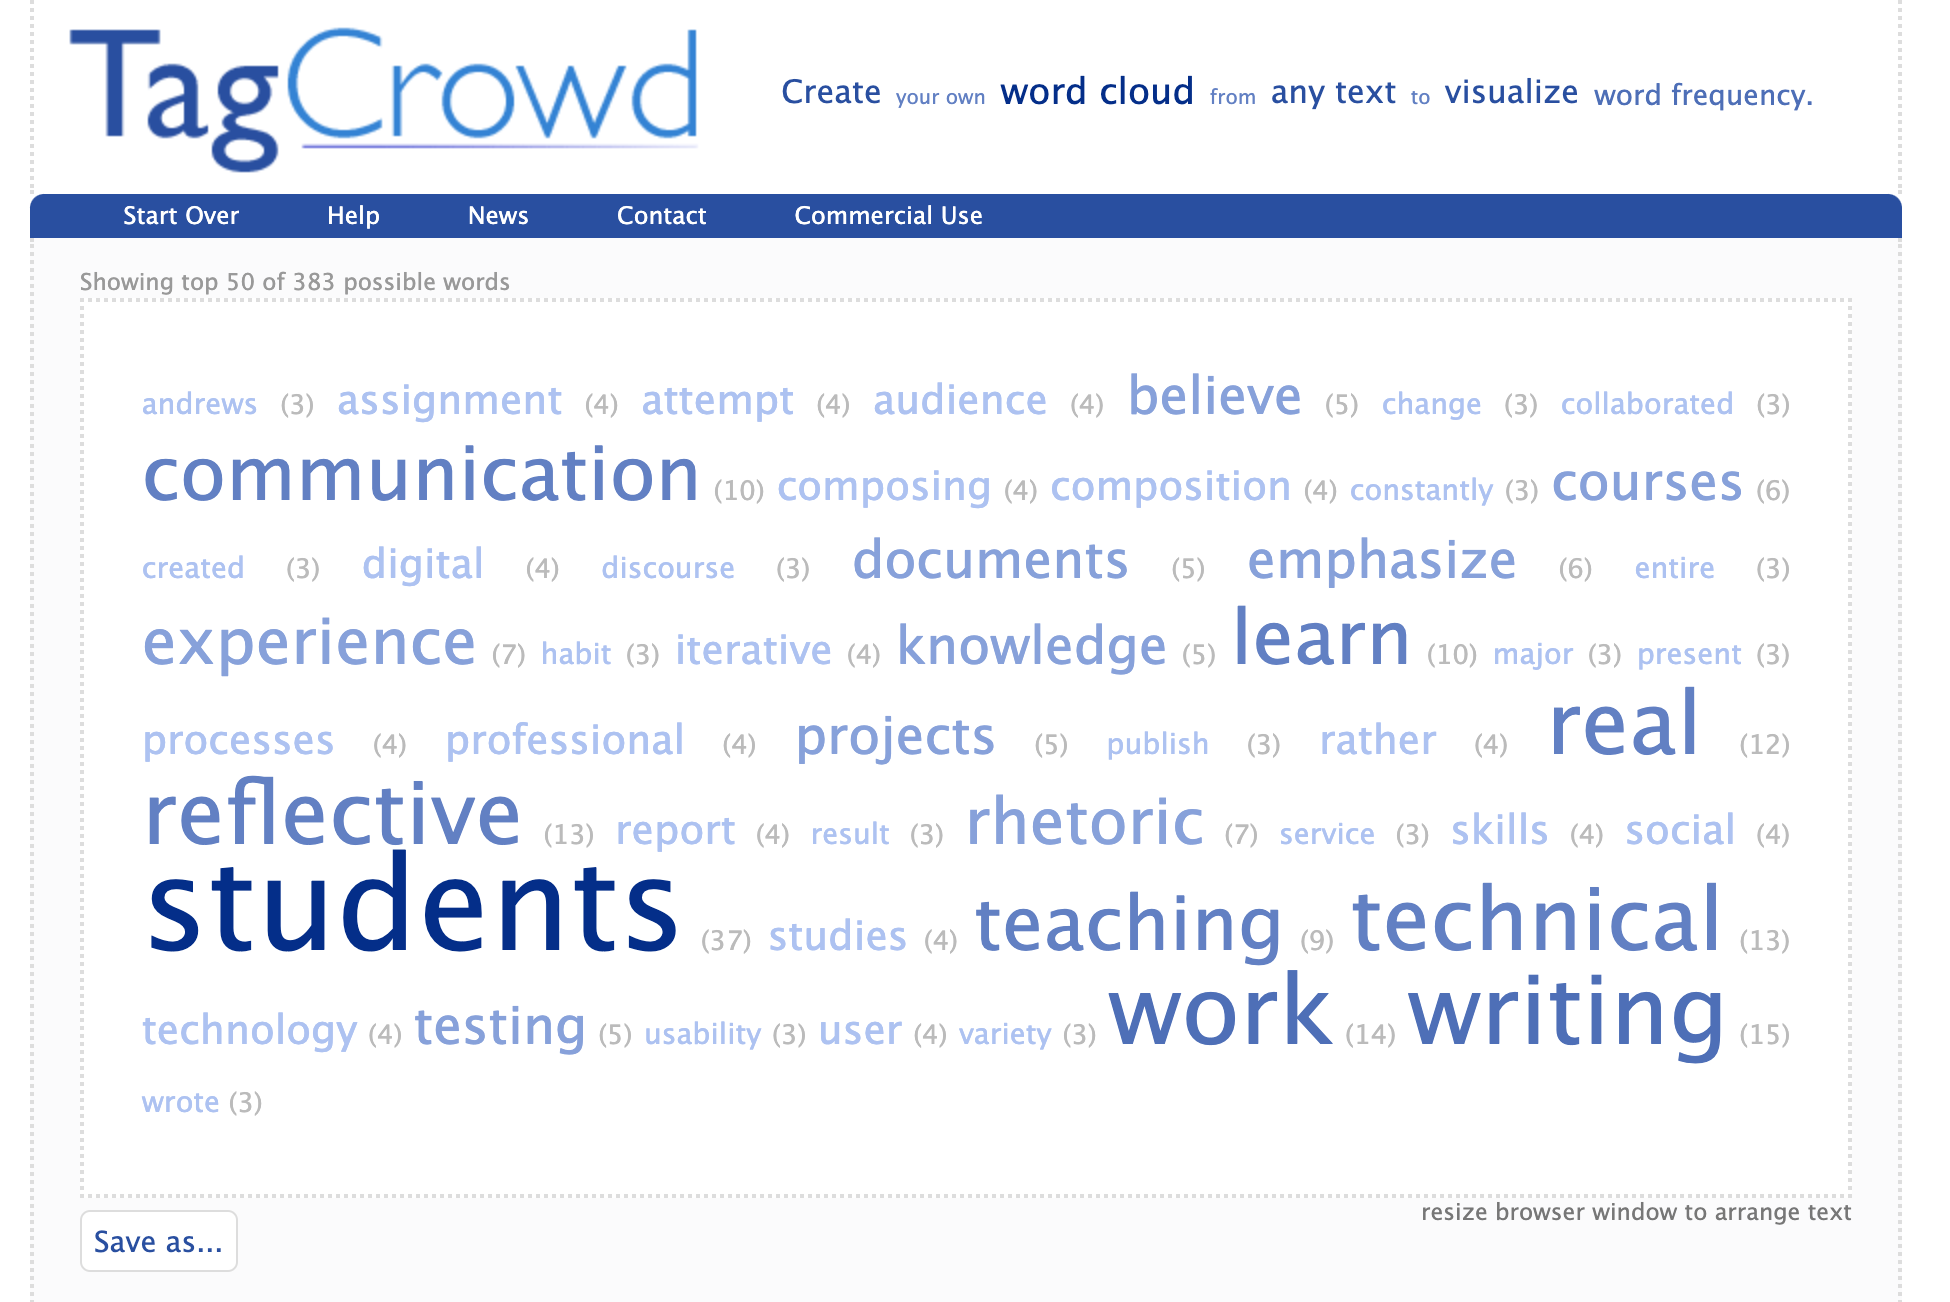 TagCrowd
Create your own word cloud from any text to visualize word frequency.
Start Over Help News Contact Commercial Use
Showing top 50 of 383 possible words
andrews (3) assignment (4) attempt (4) audience (4) believe (5) change (3) collaborated (3)
communication (10) composing (4) composition (4) constantly (3) courses (6)
created (3) digital (4) discourse (3) documents (5) emphasize (6) entire (3)
experience (7) habit (3) iterative (4) knowledge (5) learn (10) major (3) present (3)
processes (4) professional (4) projects (5) publish (3) rather (4) real (12)
reflective (13) report (4) result (3) rhetoric (7) service (3) skills (4) social (4)
students (37) studies (4) teaching (9) technical (13)
technology (4) testing (5) usability (3) user (4) variety (3) work (14) writing (15)
wrote (3)
resize browser window to arrange text
Save as...